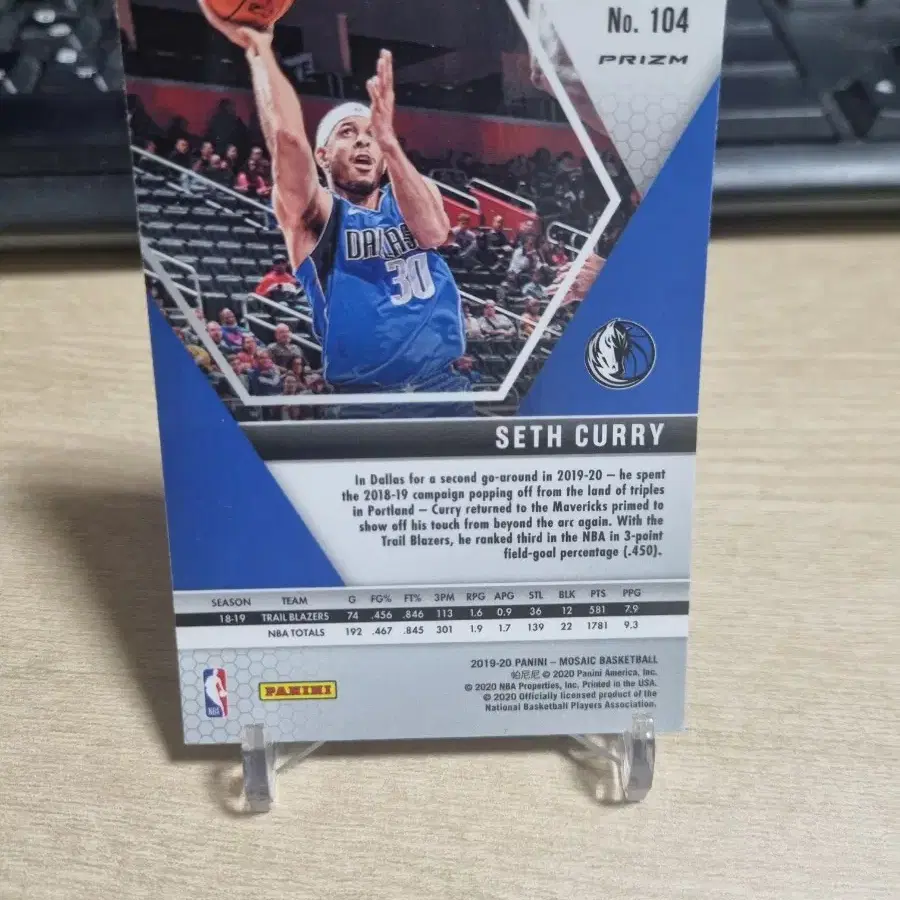 No. 104
PRIZM
DALLAS
30
SETH CURRY
In Dallas for a second go-around in 2019-20 — he spent
the 2018-19 campaign popping off from the land of triples
in Portland — Curry returned to the Mavericks primed to
show off his touch from beyond the arc again. With the
Trail Blazers, he ranked third in the NBA in 3-point
field-goal percentage (.450).
SEASON TEAM G FG% FT% 3PM RPG APG STL BLK PTS PPG
18-19 TRAIL BLAZERS 74 .456 .846 113 1.6 0.9 36 12 581 7.9
NBA TOTALS 192 .467 .845 301 1.9 1.7 139 22 1781 9.3
2019-20 PANINI – MOSAIC BASKETBALL
帕尼尼 © 2020 Panini America, Inc.
© 2020 NBA Properties, Inc. Printed in the USA.
© 2020 Officially licensed product of the
National Basketball Players Association.
NBA
PANINI